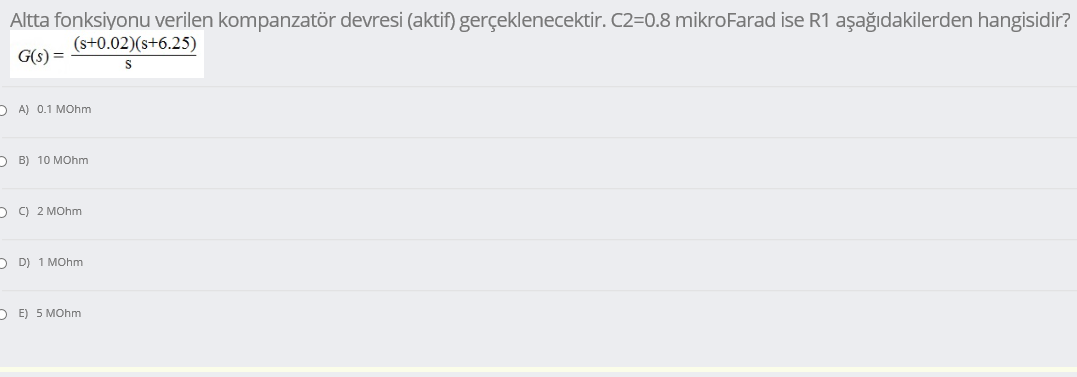 Altta fonksiyonu verilen kompanzatör devresi (aktif) gerçeklenecektir. C2=0.8 mikroFarad ise R1 aşağıdakilerden hangisidir?
G(s) = (s+0.02)(s+6.25)
s
A) 0.1 MOhm
B) 10 MOhm
C) 2 MOhm
D) 1 MOhm
E) 5 MOhm